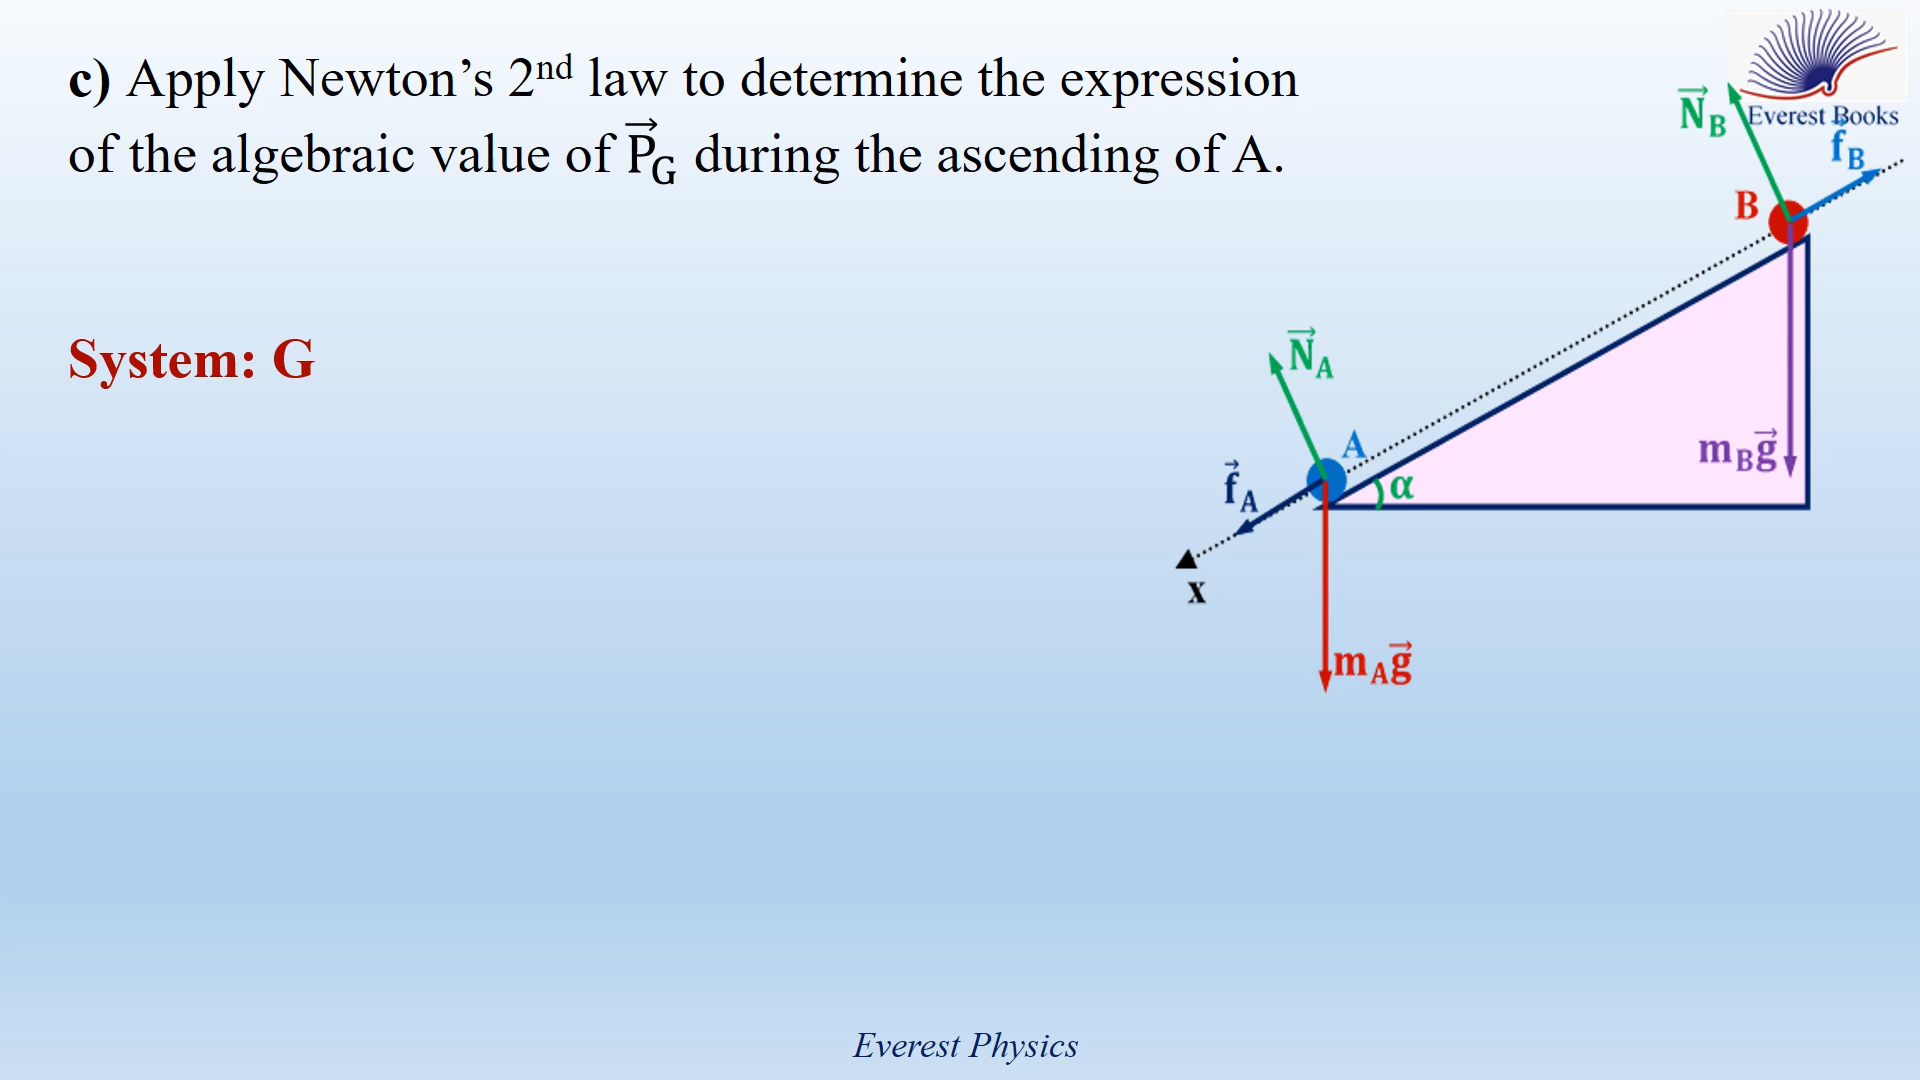 c) Apply Newton’s 2nd law to determine the expression
of the algebraic value of P⃗G during the ascending of A.
Everest Books
N⃗B
f⃗B
B
System: G
N⃗A
A
f⃗A
α
mBg⃗
x
mAg⃗
Everest Physics